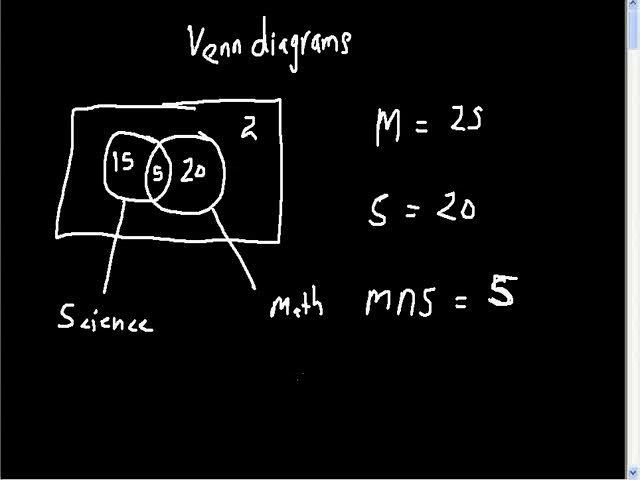 Venn diagrams
2
M = 25
15 5 20
S = 20
Science
Math
M∩S = 5